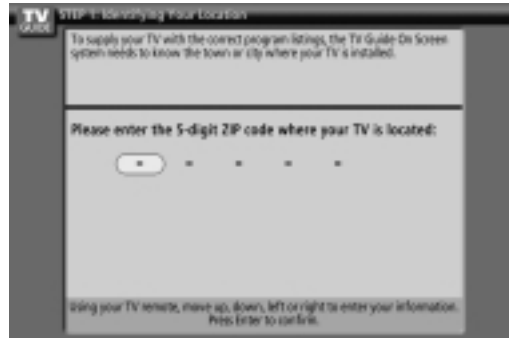 TV
GUIDE
STEP 1: Identifying Your Location
To supply your TV with the correct program listings, the TV Guide On Screen
system needs to know the town or city where your TV is installed.
Please enter the 5-digit ZIP code where your TV is located:
Using your TV remote, move up, down, left or right to enter your information.
Press Enter to confirm.